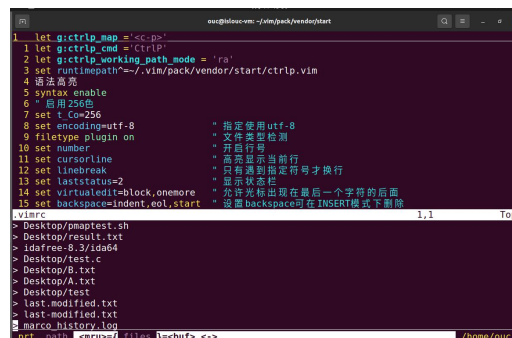 ouc@islouc-vm: ~/.vim/pack/vendor/start
1 let g:ctrlp_map ='<c-p>'
1 let g:ctrlp_cmd ='CtrlP'
2 let g:ctrlp_working_path_mode = 'ra'
3 set runtimepath^=~/.vim/pack/vendor/start/ctrlp.vim
4 语法高亮
5 syntax enable
6 " 启用256色
7 set t_Co=256
8 set encoding=utf-8 " 指定使用utf-8
9 filetype plugin on " 文件类型检测
10 set number " 开启行号
11 set cursorline " 高亮显示当前行
12 set linebreak " 只有遇到指定符号才换行
13 set laststatus=2 " 显示状态栏
14 set virtualedit=block,onemore " 允许光标出现在最后一个字符的后面
15 set backspace=indent,eol,start " 设置backspace可在INSERT模式下删除
.vimrc 1,1 To
> Desktop/pmaptest.sh
> Desktop/result.txt
> idafree-8.3/ida64
> Desktop/test.c
> Desktop/B.txt
> Desktop/A.txt
> Desktop/test
> last.modified.txt
> last-modified.txt
> marco_history.log
prt path <mru>={ files }=<buf> <-> /home/ouc